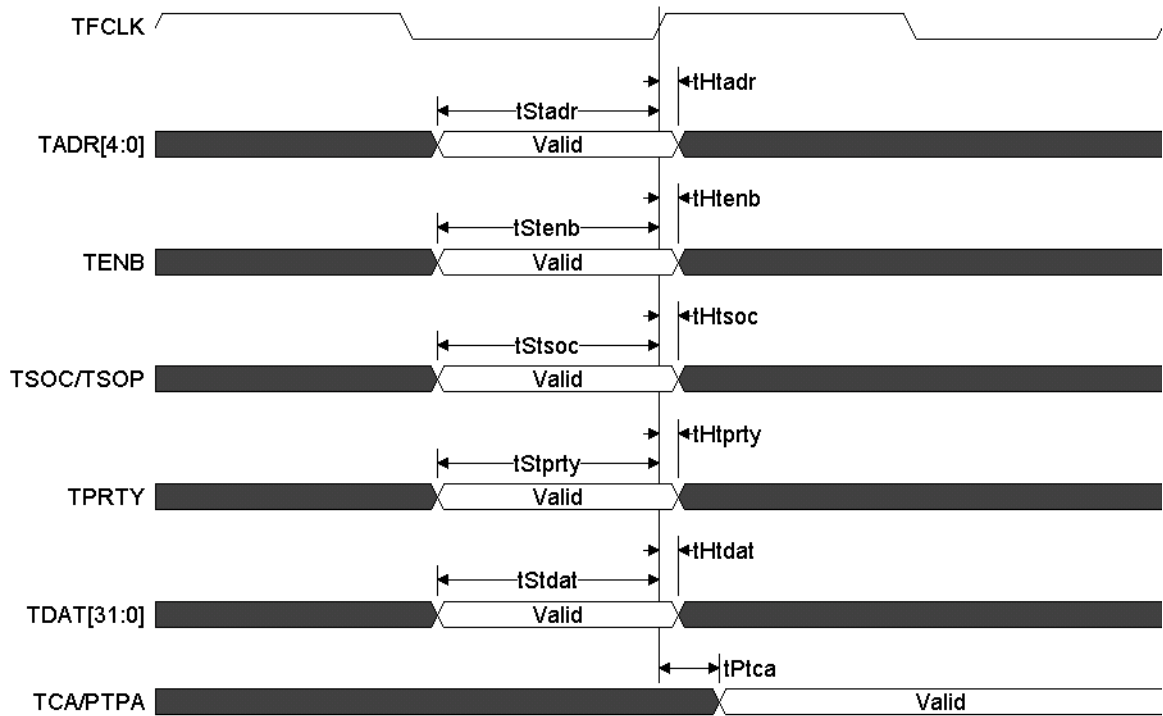 TFCLK
tHtadr
tStadr
TADR[4:0] Valid
tHtenb
tStenb
TENB Valid
tHtsoc
tStsoc
TSOC/TSOP Valid
tHtprty
tStprty
TPRTY Valid
tHtdat
tStdat
TDAT[31:0] Valid
tPtca
TCA/PTPA Valid